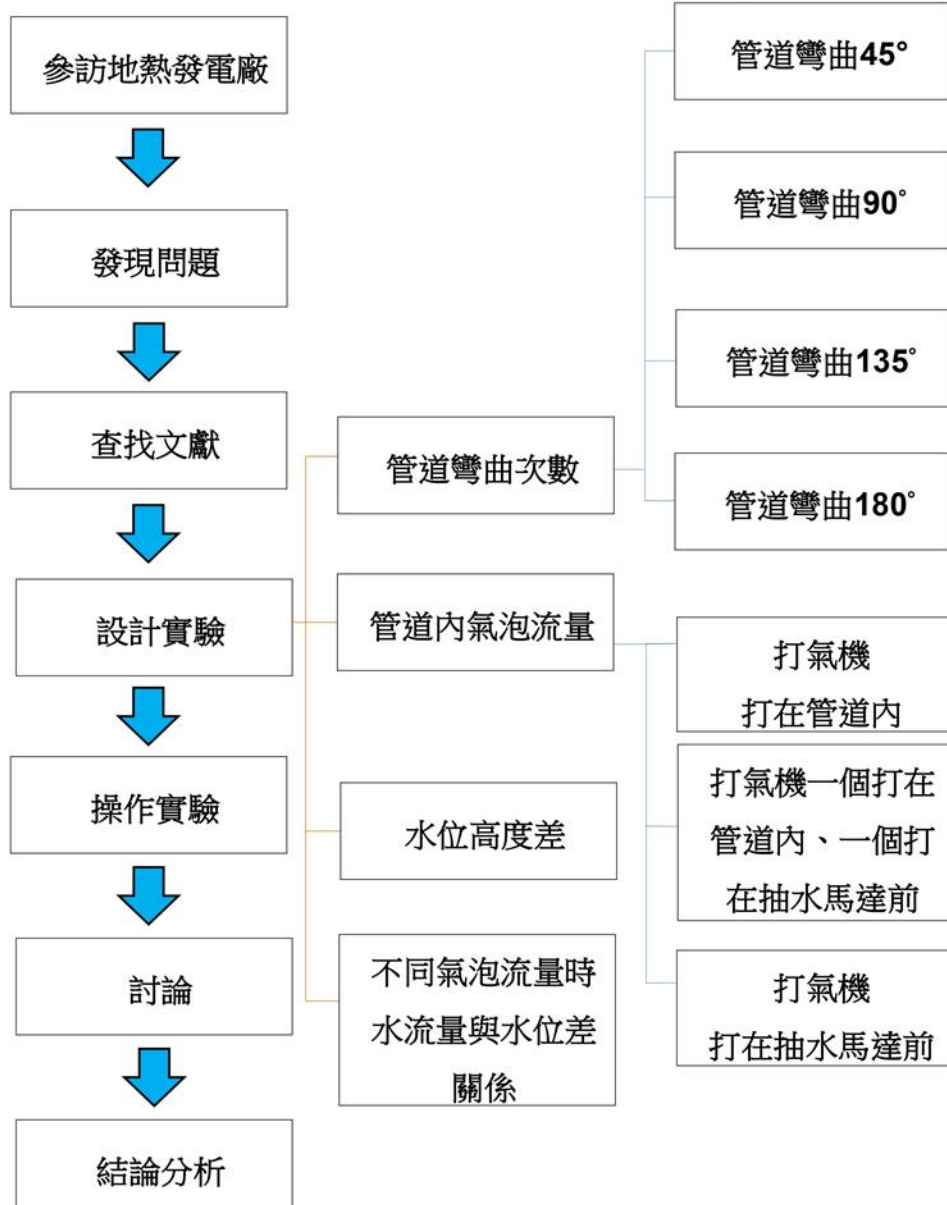 參訪地熱發電廠
發現問題
查找文獻
設計實驗
操作實驗
討論
結論分析
管道彎曲次數
管道內氣泡流量
水位高度差
不同氣泡流量時
水流量與水位差
關係
管道彎曲45°
管道彎曲90°
管道彎曲135°
管道彎曲180°
打氣機
打在管道內
打氣機一個打在
管道內、一個打
在抽水馬達前
打氣機
打在抽水馬達前